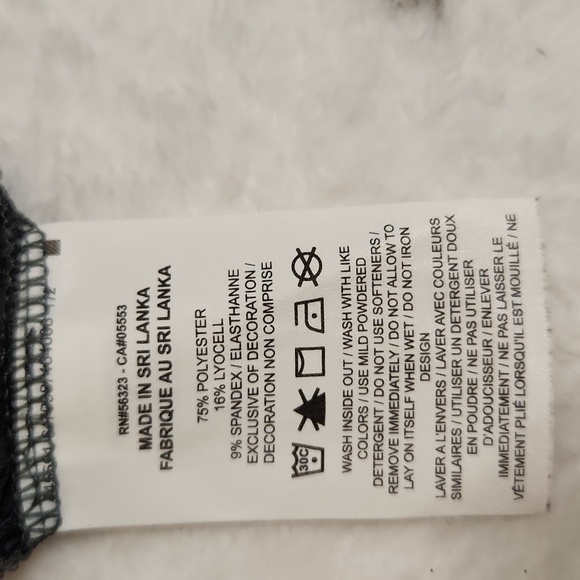 RN#56323 - CA#05553
MADE IN SRI LANKA
FABRIQUE AU SRI LANKA
75% POLYESTER
16% LYOCELL
9% SPANDEX / ELASTHANNE
EXCLUSIVE OF DECORATION /
DECORATION NON COMPRISE
30C
WASH INSIDE OUT / WASH WITH LIKE
COLORS / USE MILD POWDERED
DETERGENT / DO NOT USE SOFTENERS /
REMOVE IMMEDIATELY / DO NOT ALLOW TO
LAY ON ITSELF WHEN WET / DO NOT IRON
DESIGN
LAVER A L'ENVERS / LAVER AVEC COULEURS
SIMILAIRES / UTILISER UN DETERGENT DOUX
EN POUDRE / NE PAS UTILISER
D'ADOUCISSEUR / ENLEVER
IMMEDIATEMENT / NE PAS LAISSER LE
VÊTEMENT PLIÉ LORSQU'IL EST MOUILLÉ / NE